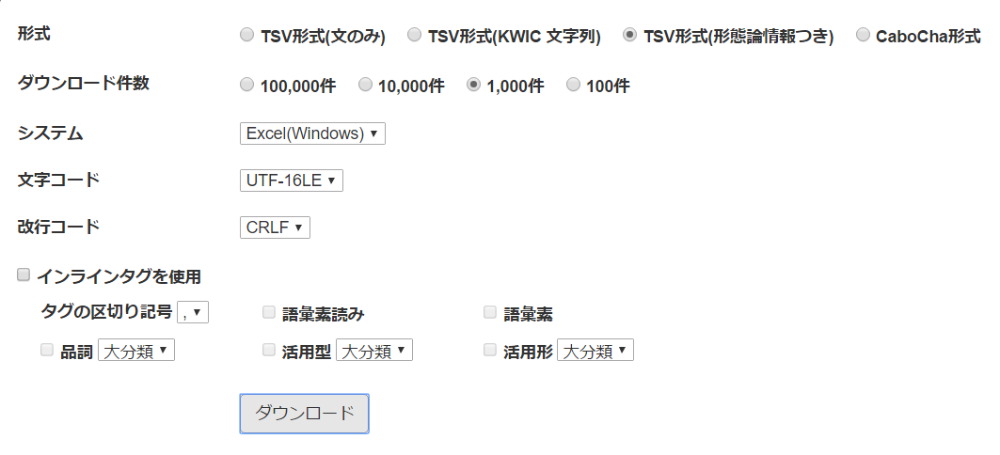 形式 TSV形式(文のみ) TSV形式(KWIC 文字列) TSV形式(形態論情報つき) CaboCha形式
ダウンロード件数 100,000件 10,000件 1,000件 100件
システム Excel(Windows)
文字コード UTF-16LE
改行コード CRLF
インラインタグを使用
タグの区切り記号 , 語彙素読み 語彙素
品詞 大分類 活用型 大分類 活用形 大分類
ダウンロード